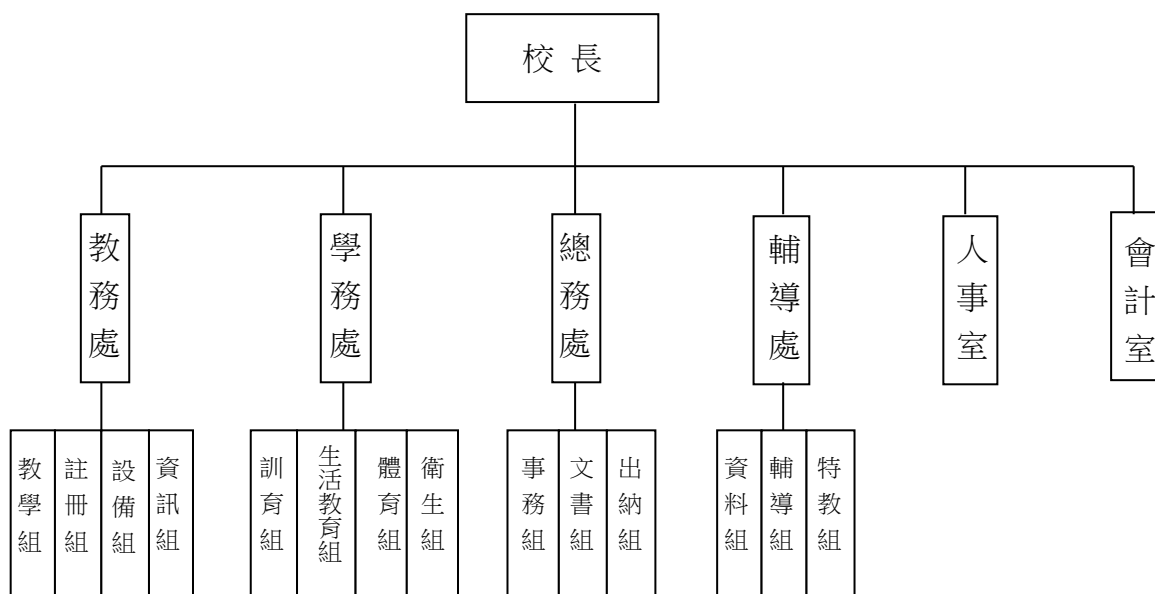 校長
教務處
學務處
總務處
輔導處
人事室
會計室
教學組
註冊組
設備組
資訊組
訓育組
生活教育組
體育組
衛生組
事務組
文書組
出納組
資料組
輔導組
特教組